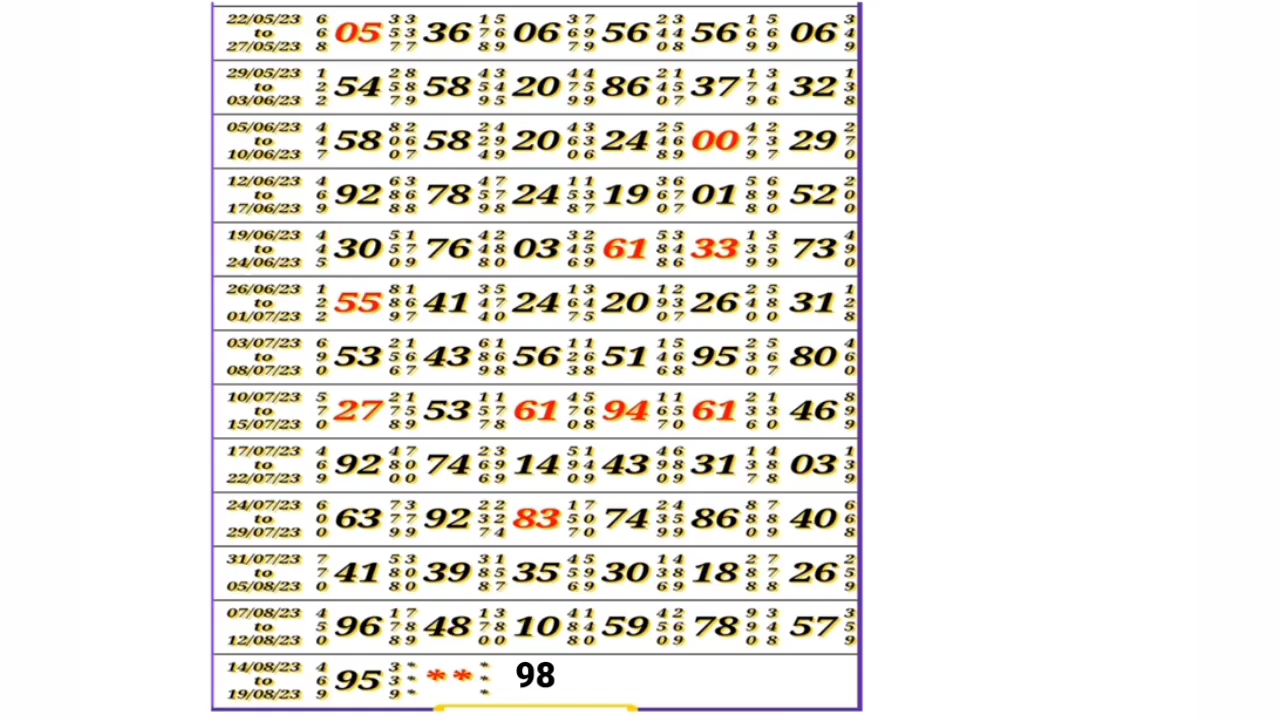 22/05/23 6 3 3 1 5 3 7 2 3 1 5 3
to 6 05 5 3 36 7 6 06 6 9 56 4 4 56 6 6 06 4
27/05/23 8 7 7 8 9 7 9 0 8 9 9 9
29/05/23 1 2 8 4 3 4 4 2 1 1 3 1
to 2 54 5 8 58 5 4 20 7 5 86 4 5 37 7 4 32 3
03/06/23 2 7 9 9 5 9 9 0 7 9 6 8
05/06/23 4 8 2 2 4 4 3 2 5 4 2 2
to 4 58 0 6 58 2 9 20 6 3 24 4 6 00 7 3 29 7
10/06/23 7 0 7 4 9 0 6 8 9 9 7 0
12/06/23 4 6 3 4 7 1 1 3 6 5 6 2
to 6 92 8 6 78 5 7 24 5 3 19 6 7 01 8 9 52 0
17/06/23 9 8 8 9 8 8 7 0 7 8 0 0
19/06/23 4 5 1 4 2 3 2 5 3 1 3 4
to 4 30 5 7 76 4 8 03 4 5 61 8 4 33 3 5 73 9
24/06/23 5 0 9 8 0 6 9 8 6 9 9 0
26/06/23 1 8 1 3 5 1 3 1 2 2 5 1
to 2 55 8 6 41 4 7 24 6 4 20 9 3 26 4 8 31 2
01/07/23 2 9 7 4 0 7 5 0 7 0 0 8
03/07/23 6 2 1 6 1 1 1 1 5 2 5 4
to 9 53 5 6 43 8 6 56 2 6 51 4 6 95 3 6 80 6
08/07/23 0 6 7 9 8 3 8 6 8 0 7 0
10/07/23 5 2 1 1 1 4 5 1 1 2 1 8
to 7 27 7 5 53 5 7 61 7 6 94 6 5 61 3 3 46 9
15/07/23 0 8 9 7 8 0 8 7 0 6 0 9
17/07/23 4 4 7 2 3 5 1 4 6 1 4 1
to 6 92 8 0 74 6 9 14 9 4 43 9 8 31 3 8 03 3
22/07/23 9 0 0 6 9 0 9 0 9 7 8 9
24/07/23 6 7 3 2 2 1 7 2 4 8 7 6
to 0 63 7 7 92 3 2 83 5 0 74 3 5 86 8 8 40 6
29/07/23 0 9 9 7 4 7 0 9 9 0 9 8
31/07/23 7 5 3 3 1 4 5 1 4 2 7 2
to 7 41 8 0 39 8 5 35 5 9 30 3 8 18 8 7 26 5
05/08/23 0 8 0 8 7 6 9 6 9 8 8 9
07/08/23 4 1 7 1 3 4 1 4 2 9 3 3
to 5 96 7 8 48 7 8 10 8 4 59 5 6 78 9 4 57 5
12/08/23 0 8 9 0 0 8 0 0 9 0 8 9
14/08/23 4 3 * *
to 6 95 3 * ** * 98
19/08/23 9 9 * *